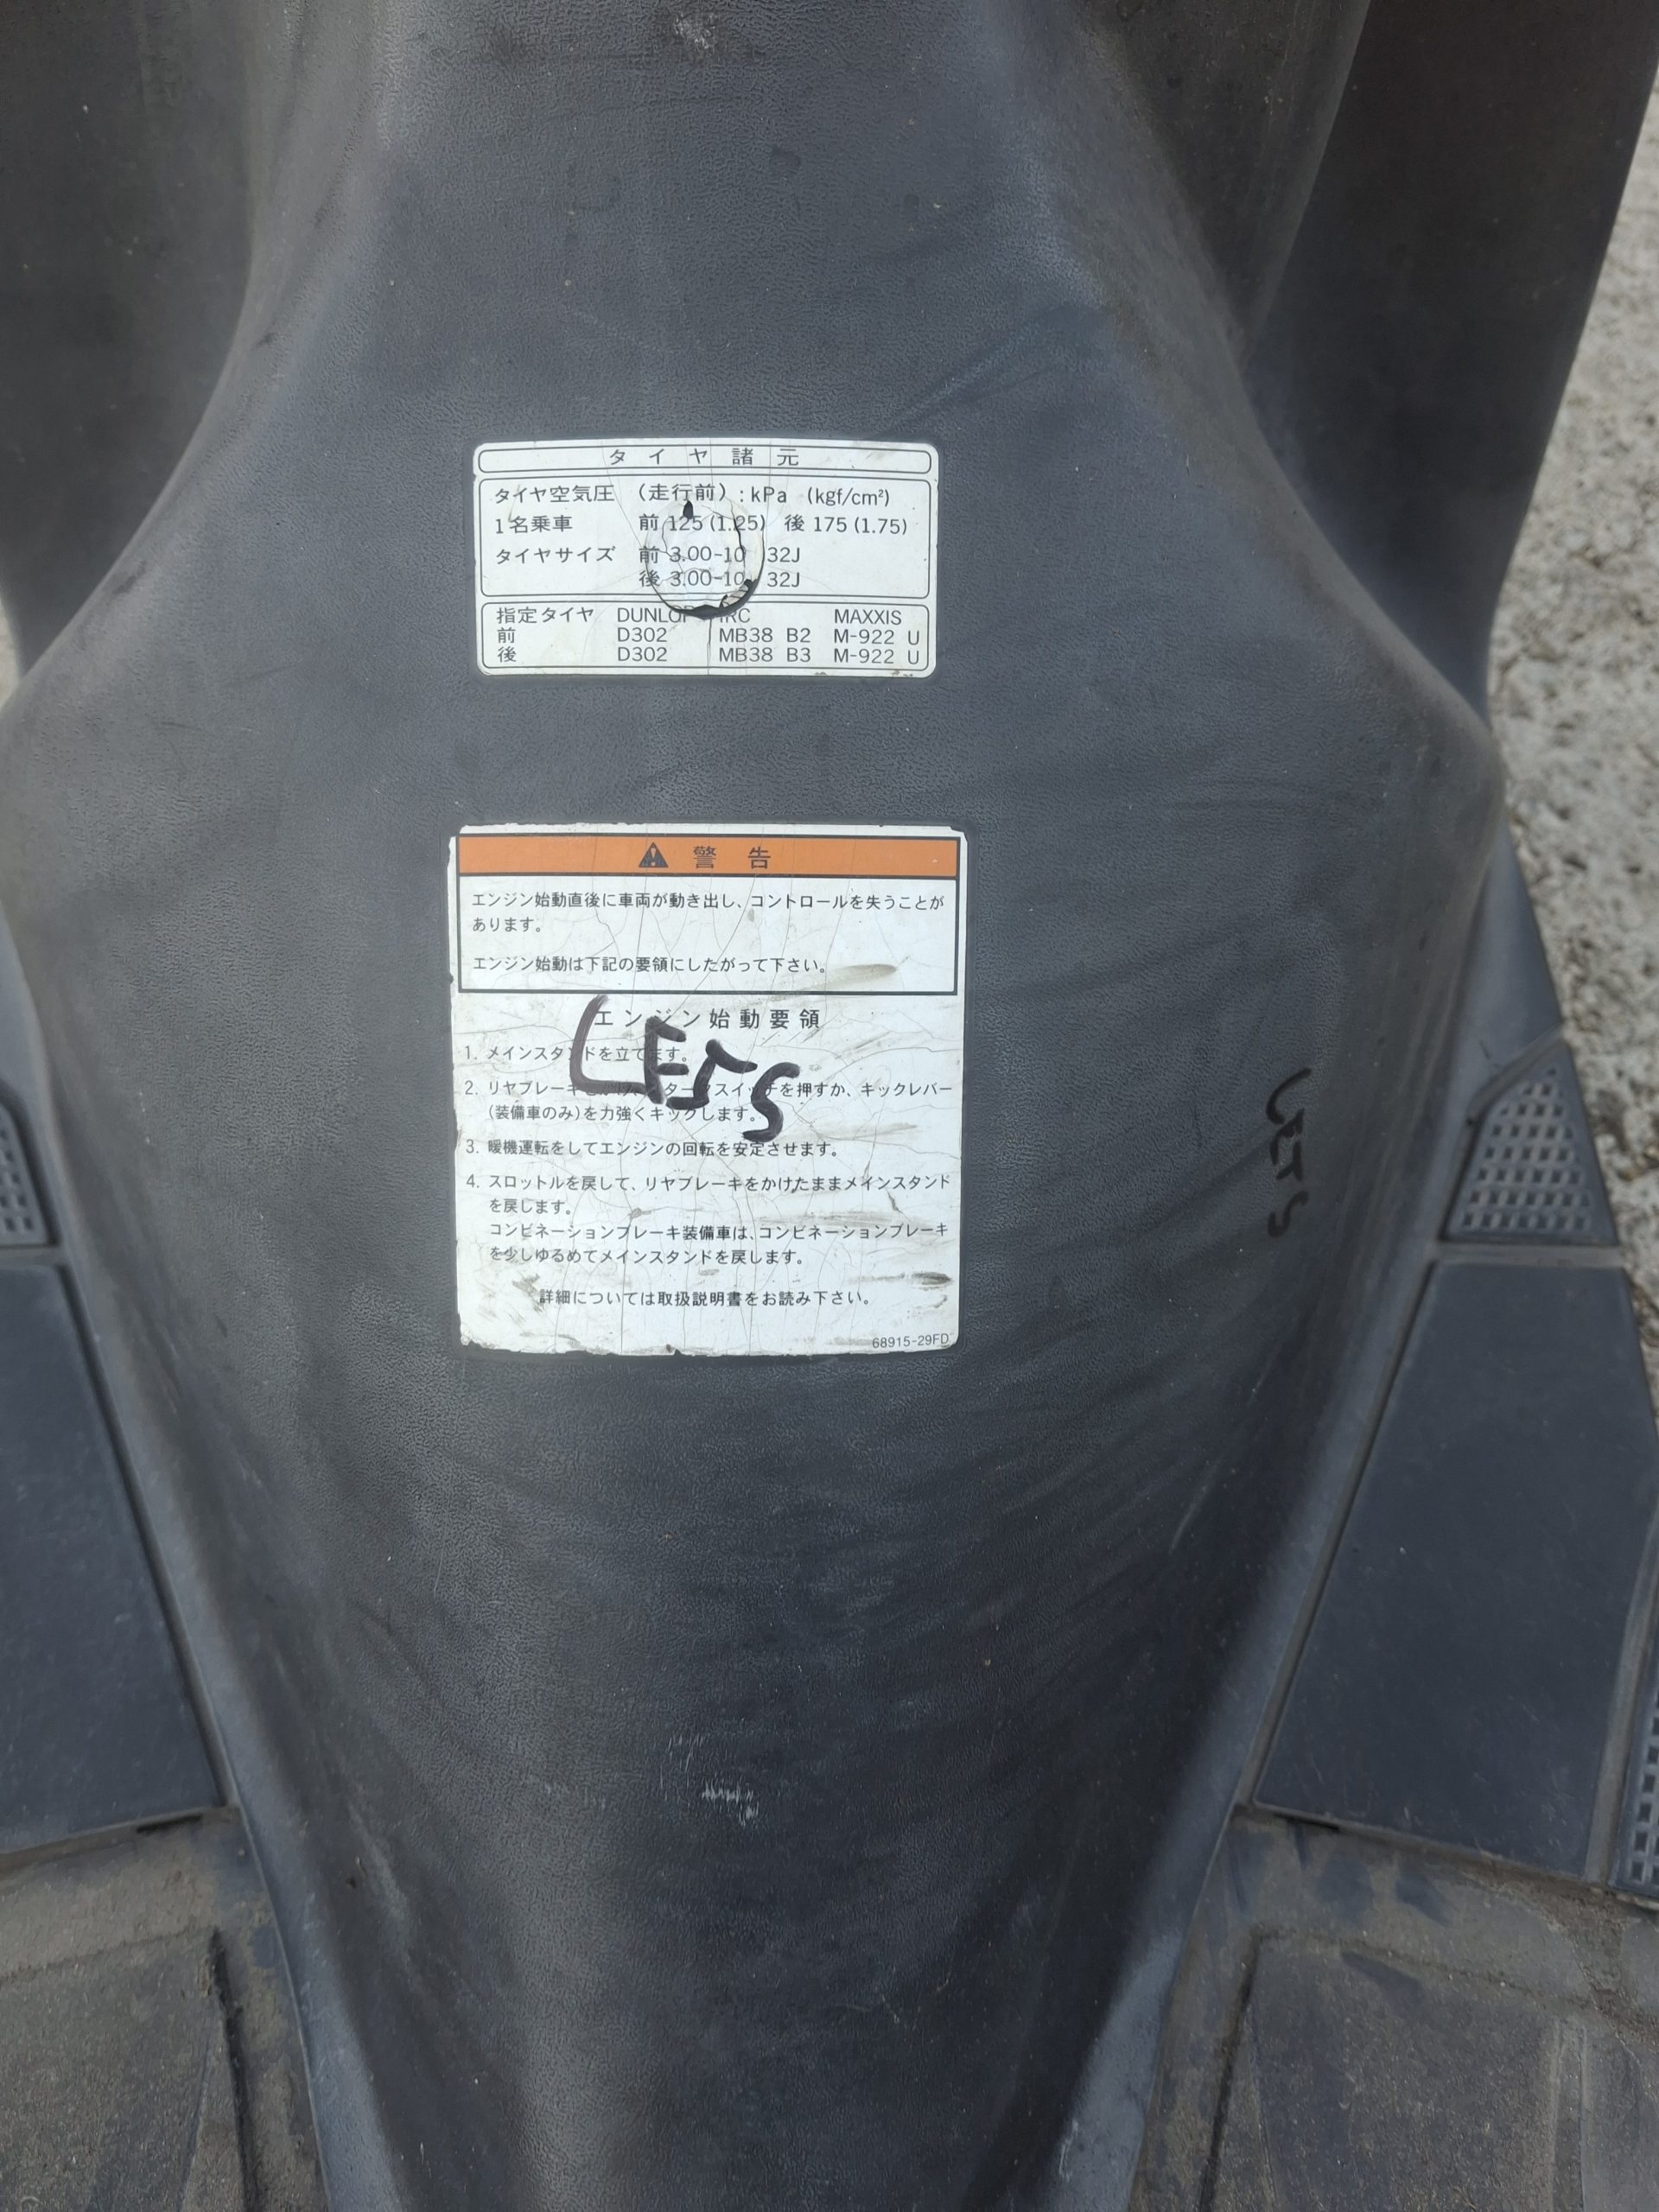 タイヤ諸元
タイヤ空気圧 （走行前）：kPa （kgf/cm²）
1名乗車 前 125 (1.25) 後 175 (1.75)
タイヤサイズ 前 3.00-10 32J
後 3.00-10 32J
指定タイヤ DUNLOP IRC MAXXIS
前 D302 MB38 B2 M-922 U
後 D302 MB38 B3 M-922 U
⚠ 警告
エンジン始動直後に車両が動き出し、コントロールを失うことが
あります。
エンジン始動は下記の要領にしたがって下さい。
エンジン始動要領
LETS
1. メインスタンドを立てます。
2. リヤブレーキ スイッチを押すか、キックレバー
(装備車のみ)を力強くキックします。
3. 暖機運転をしてエンジンの回転を安定させます。
4. スロットルを戻して、リヤブレーキをかけたままメインスタンド
を戻します。
コンビネーションブレーキ装備車は、コンビネーションブレーキ
を少しゆるめてメインスタンドを戻します。
詳細については取扱説明書をお読み下さい。
68915-29FD
LETS